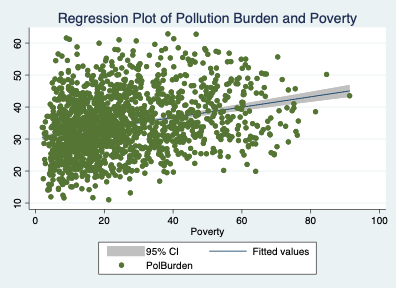 Regression Plot of Pollution Burden and Poverty
60
50
40
30
20
10
0 20 40 60 80 100
Poverty
95% CI Fitted values
PolBurden